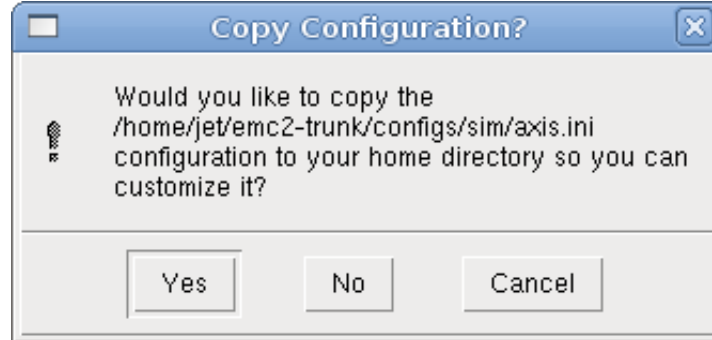 Copy Configuration?
Would you like to copy the
/home/jet/emc2-trunk/configs/sim/axis.ini
configuration to your home directory so you can
customize it?
Yes No Cancel